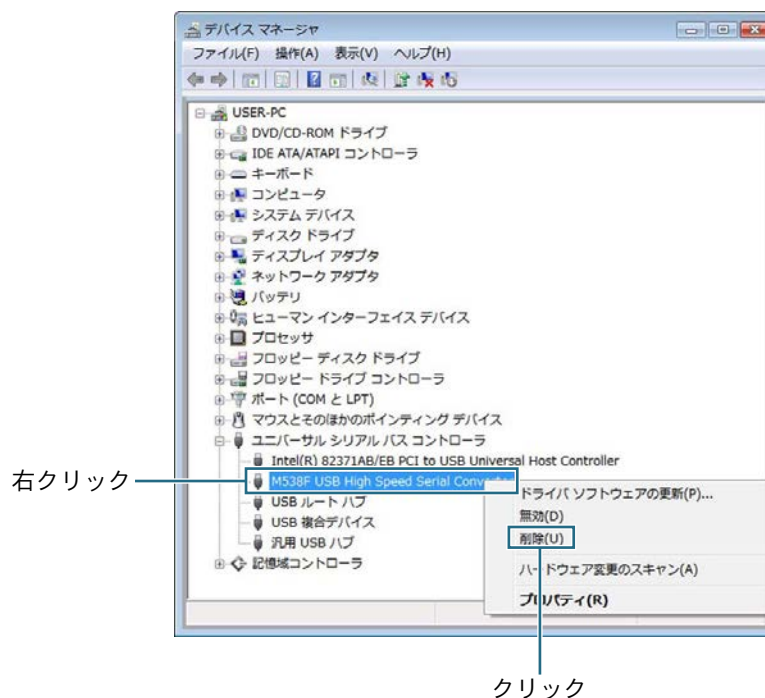 デバイス マネージャ
ファイル(F) 操作(A) 表示(V) ヘルプ(H)
USER-PC
DVD/CD-ROM ドライブ
IDE ATA/ATAPI コントローラ
キーボード
コンピュータ
システム デバイス
ディスク ドライブ
ディスプレイ アダプタ
ネットワーク アダプタ
バッテリ
ヒューマン インターフェイス デバイス
プロセッサ
フロッピー ディスク ドライブ
フロッピー ドライブ コントローラ
ポート (COM と LPT)
マウスとそのほかのポインティング デバイス
ユニバーサル シリアル バス コントローラ
Intel(R) 82371AB/EB PCI to USB Universal Host Controller
右クリック
M538F USB High Speed Serial
ドライバ ソフトウェアの更新(P)...
USB ルート ハブ
無効(D)
USB 複合デバイス
削除(U)
汎用 USB ハブ
記憶域コントローラ
ハードウェア変更のスキャン(A)
プロパティ(R)
クリック